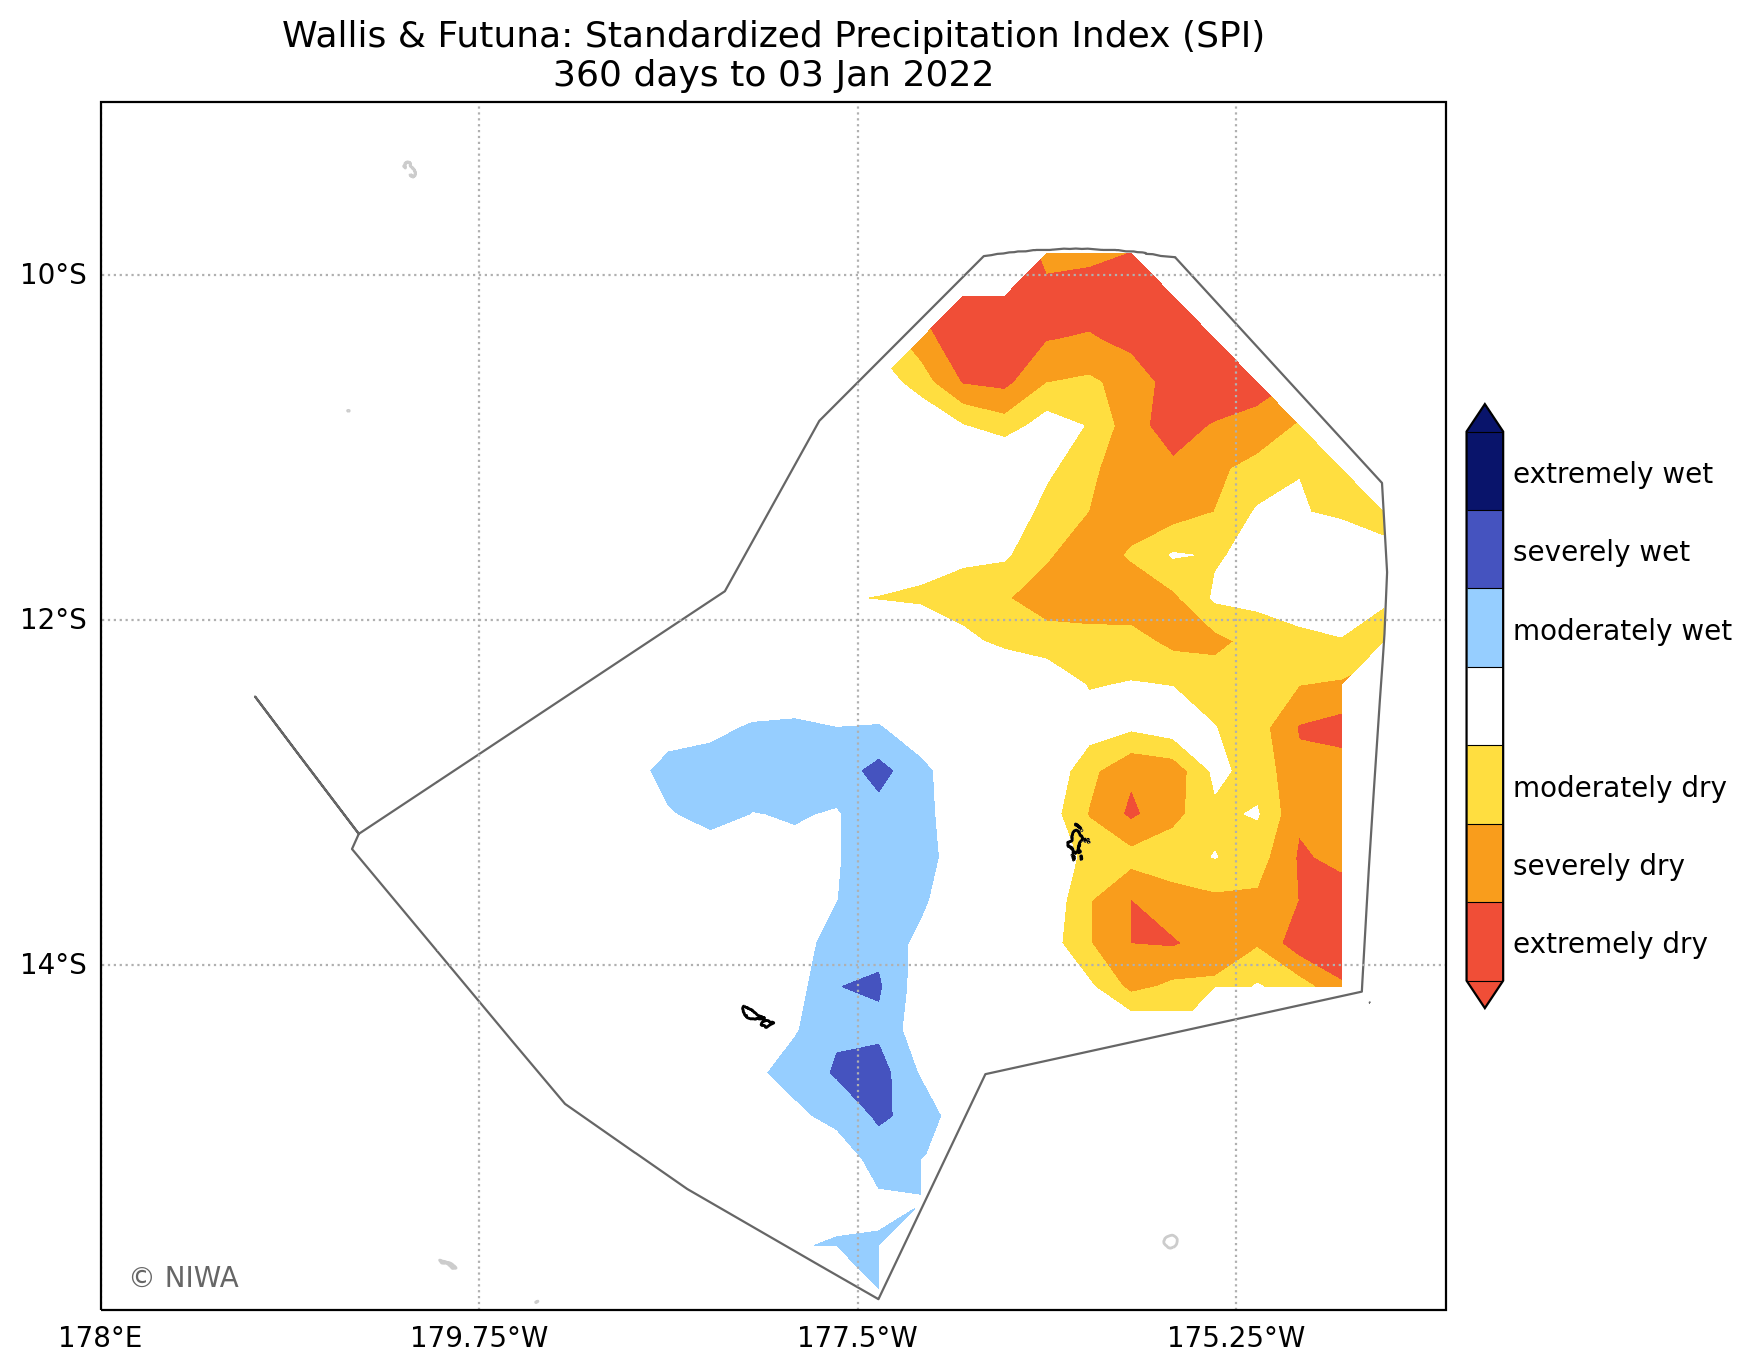 Wallis & Futuna: Standardized Precipitation Index (SPI)
360 days to 03 Jan 2022
10°S
12°S
14°S
178°E
179.75°W
177.5°W
175.25°W
© NIWA
extremely wet
severely wet
moderately wet
moderately dry
severely dry
extremely dry